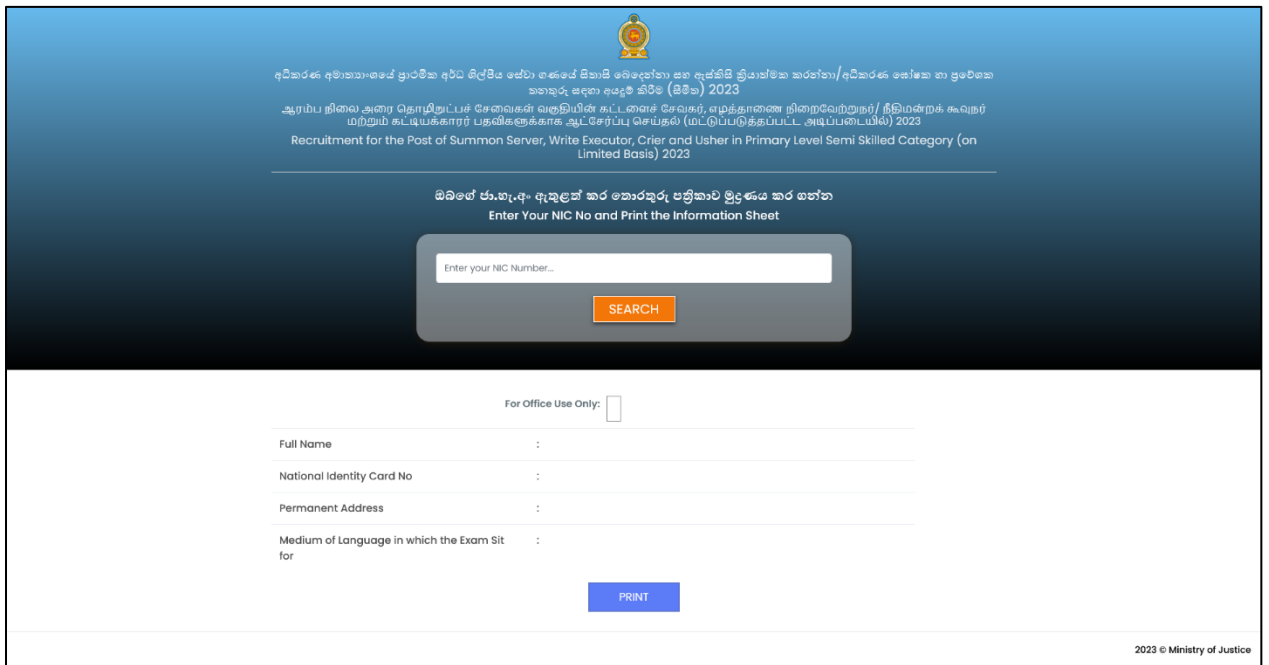 අධිකරණ අමාත්‍යාංශයේ ප්‍රාථමික අර්ධ ශිල්පීය සේවා ගණයේ සිතාසි බෙදෙන්නා සහ ඇස්කිසි ක්‍රියාත්මක කරන්නා/අධිකරණ ඝෝෂක හා ප්‍රවේශක
තනතුරු සඳහා අයදුම් කිරීම (සීමිත) 2023
ஆரம்ப நிலை அரை தொழிறுட்பச் சேவைகள் வகுதியின் கட்டளைச் சேவகர், எழுத்தாணை நிறைவேற்றுநர்/ நீதிமன்றக் கூவுநர்
மற்றும் கட்டியக்காரர் பதவிகளுக்காக ஆட்சேர்ப்பு செய்தல் (மட்டுப்படுத்தப்பட்ட அடிப்படையில்) 2023
Recruitment for the Post of Summon Server, Write Executor, Crier and Usher in Primary Level Semi Skilled Category (on
Limited Basis) 2023
ඔබගේ ජා.හැ.අං ඇතුළත් කර තොරතුරු පත්‍රිකාව මුද්‍රණය කර ගන්න
Enter Your NIC No and Print the Information Sheet
Enter your NIC Number...
SEARCH
For Office Use Only:
Full Name :
National Identity Card No :
Permanent Address :
Medium of Language in which the Exam Sit :
for
PRINT
2023 © Ministry of Justice